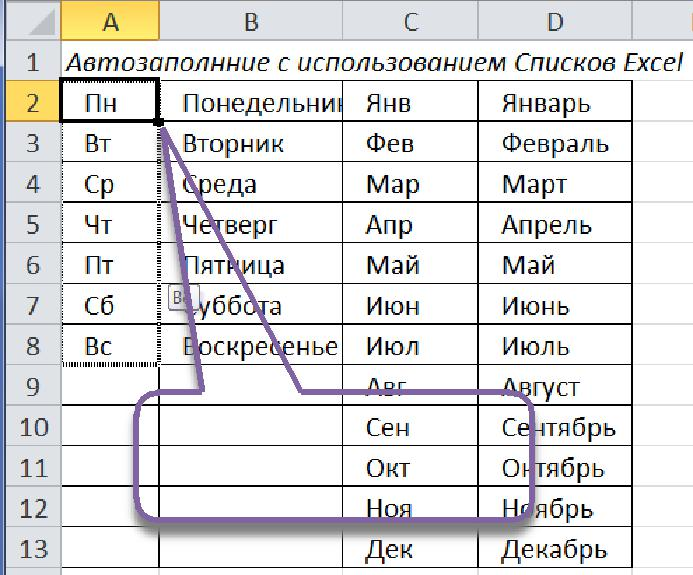 A B C D
1 Автозаполнние с использованием Списков Excel
2 Пн Понедельник Янв Январь
3 Вт Вторник Фев Февраль
4 Ср Среда Мар Март
5 Чт Четверг Апр Апрель
6 Пт Пятница Май Май
7 Сб Суббота Июн Июнь
8 Вс Воскресенье Июл Июль
9 Авг Август
10 Сен Сентябрь
11 Окт Октябрь
12 Ноя Ноябрь
13 Дек Декабрь